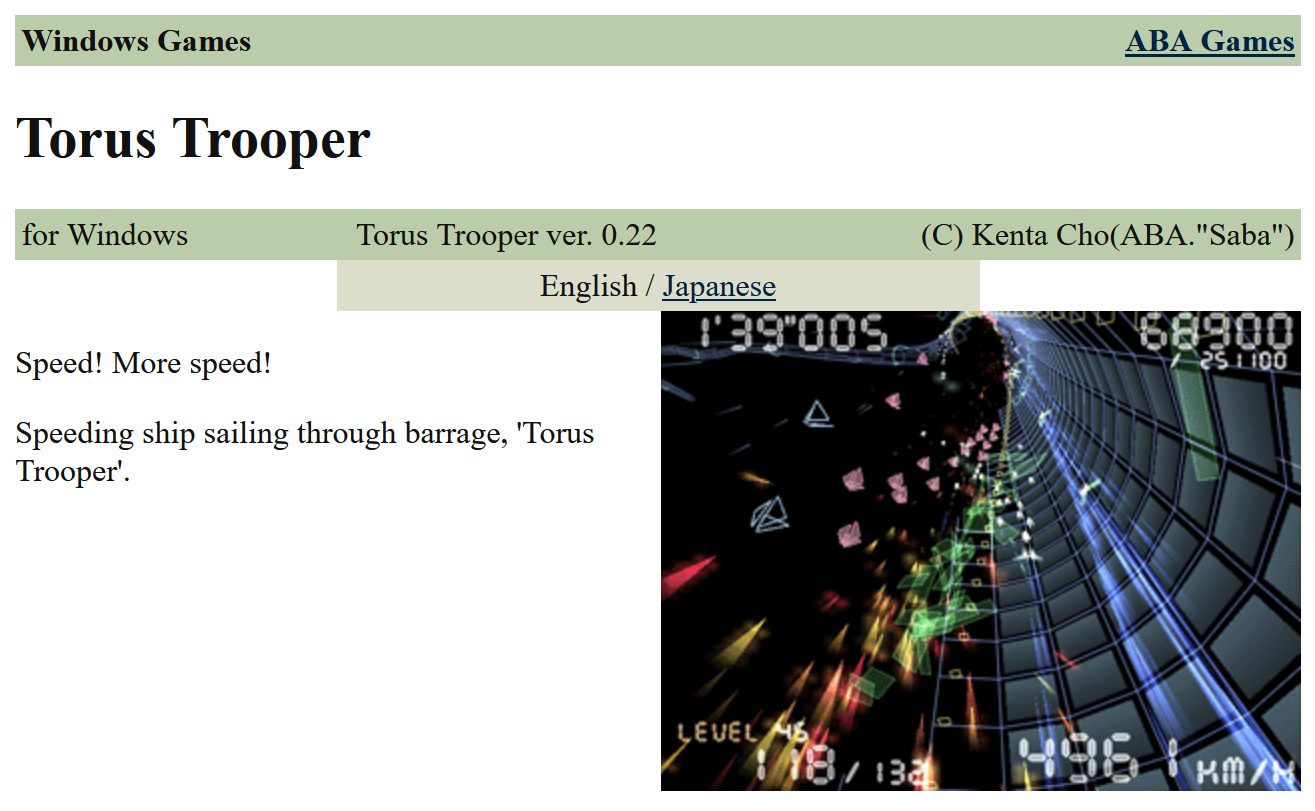 Windows Games
ABA Games
Torus Trooper
for Windows
Torus Trooper ver. 0.22
(C) Kenta Cho(ABA."Saba")
English / Japanese
Speed! More speed!
Speeding ship sailing through barrage, 'Torus
Trooper'.
1'39"005
68900
/ 251100
LEVEL 46
118/132
4961 KM/H